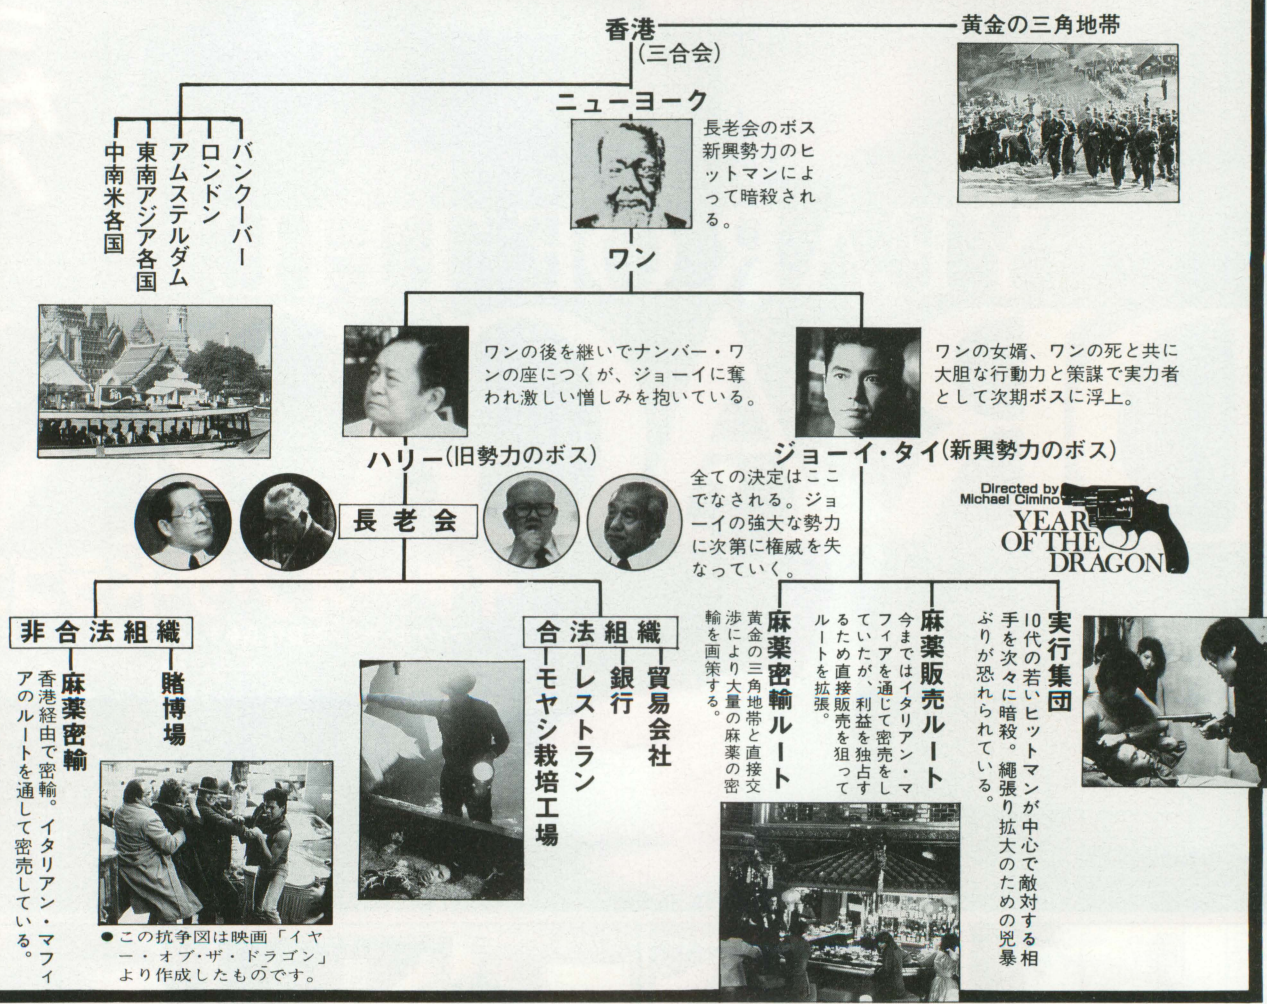 香港
(三合会)
黄金の三角地帯
ニューヨーク
長老会のボス
新興勢力のヒ
ットマンによ
って暗殺され
る。
バンクーバー
ロンドン
アムステルダム
東南アジア各国
中南米各国
ワン
ワンの後を継いでナンバー・ワ
ンの座につくが、ジョーイに奪
われ激しい憎しみを抱いている。
ハリー(旧勢力のボス)
ワンの女婿、ワンの死と共に
大胆な行動力と策謀で実力者
として次期ボスに浮上。
ジョーイ・タイ(新興勢力のボス)
長老会
全ての決定はここ
でなされる。ジョ
ーイの強大な勢力
に次第に権威を失
なっていく。
Directed by
Michael Cimino
YEAR
OF THE
DRAGON
非合法組織
賭博場
麻薬密輸
香港経由で密輸。イタリアン・マフィ
アのルートを通して密売している。
合法組織
貿易会社
銀行
レストラン
モヤシ栽培工場
実行集団
10代の若いヒットマンが中心で敵対する相
手を次々に暗殺。縄張り拡大のための兇暴
ぶりが恐れられている。
麻薬販売ルート
今まではイタリアン・マ
フィアを通じて密売をし
ていたが、利益を独占す
るため直接販売を狙って
ルートを拡張。
麻薬密輸ルート
黄金の三角地帯と直接交
渉により大量の麻薬の密
輸を画策する。
●この抗争図は映画「イヤ
ー・オブ・ザ・ドラゴン」
より作成したものです。